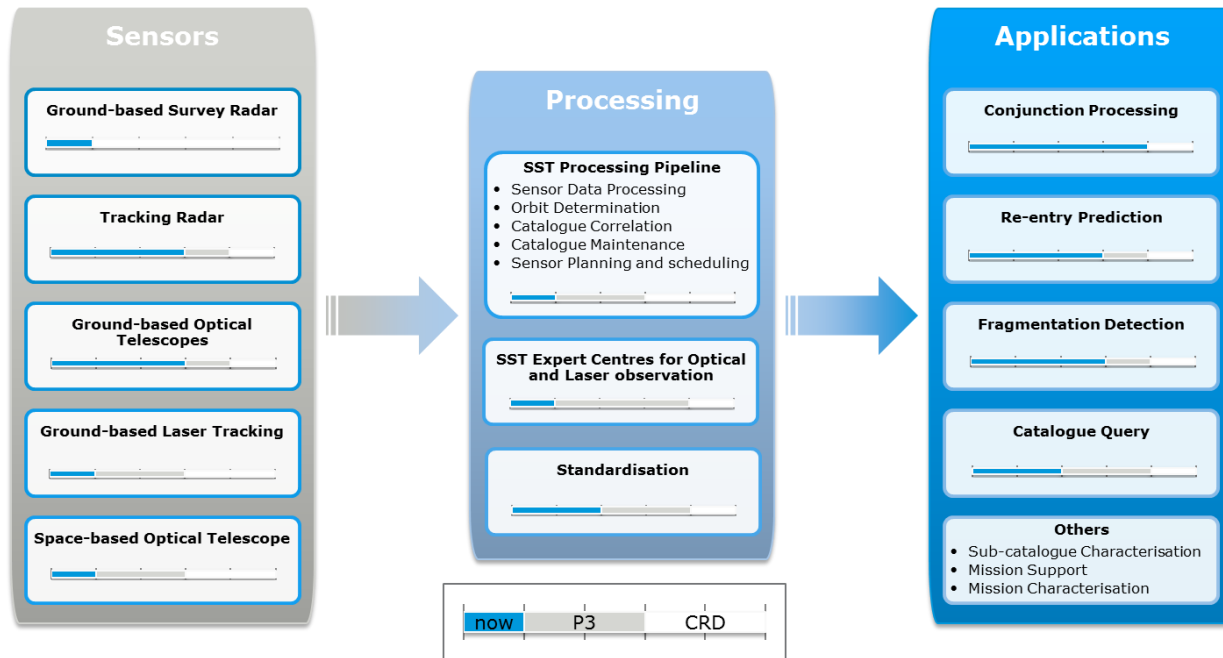 Sensors
Ground-based Survey Radar
Tracking Radar
Ground-based Optical
Telescopes
Ground-based Laser Tracking
Space-based Optical Telescope
Processing
SST Processing Pipeline
• Sensor Data Processing
• Orbit Determination
• Catalogue Correlation
• Catalogue Maintenance
• Sensor Planning and scheduling
SST Expert Centres for Optical
and Laser observation
Standardisation
now P3 CRD
Applications
Conjunction Processing
Re-entry Prediction
Fragmentation Detection
Catalogue Query
Others
• Sub-catalogue Characterisation
• Mission Support
• Mission Characterisation